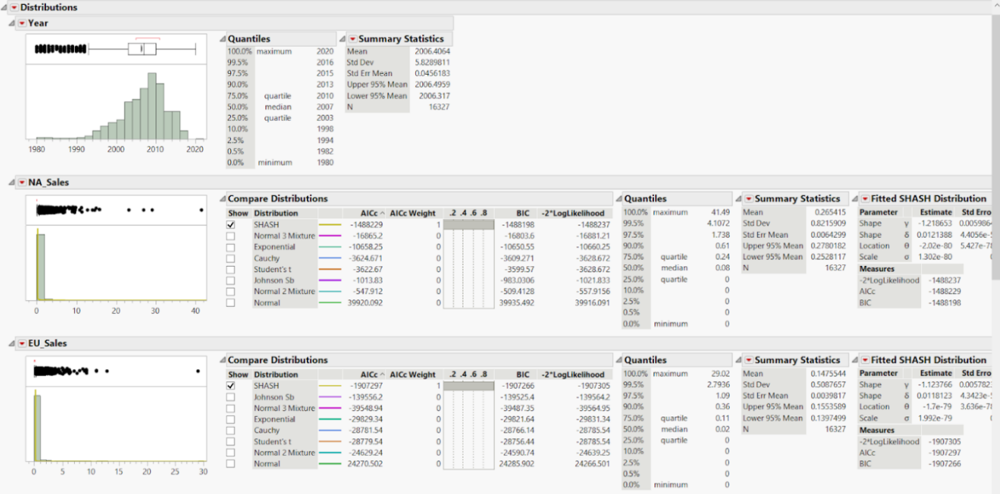 Distributions
Year
Quantiles
100.0% maximum 2020
99.5% 2016
97.5% 2015
90.0% 2013
75.0% quartile 2010
50.0% median 2007
25.0% quartile 2003
10.0% 1998
2.5% 1994
0.5% 1982
0.0% minimum 1980
Summary Statistics
Mean 2006.4064
Std Dev 5.8289811
Std Err Mean 0.0456183
Upper 95% Mean 2006.4959
Lower 95% Mean 2006.317
N 16327
1980 1990 2000 2010 2020
NA_Sales
0 10 20 30 40
Compare Distributions
Show Distribution AICc AICc Weight .2 .4 .6 .8 BIC -2*LogLikelihood
SHASH -1488229 1 -1488198 -1488237
Normal 3 Mixture -16865.2 0 -16803.6 -16881.21
Exponential -10658.25 0 -10650.55 -10660.25
Cauchy -3624.671 0 -3609.271 -3628.672
Student's t -3622.67 0 -3599.57 -3628.672
Johnson Sb -1013.83 0 -983.0306 -1021.833
Normal 2 Mixture -547.912 0 -509.4128 -557.9156
Normal 39920.092 0 39935.492 39916.091
Quantiles
100.0% maximum 41.49
99.5% 4.1072
97.5% 1.738
90.0% 0.61
75.0% quartile 0.24
50.0% median 0.08
25.0% quartile 0
10.0% 0
2.5% 0
0.5% 0
0.0% minimum 0
Summary Statistics
Mean 0.265415
Std Dev 0.8215909
Std Err Mean 0.0064299
Upper 95% Mean 0.2780182
Lower 95% Mean 0.2528117
N 16327
Fitted SHASH Distribution
Parameter Estimate Std Erro
Shape γ -1.218653 0.005986
Shape δ 0.0121388 4.4056e-
Location θ -2.02e-80 5.427e-78
Scale σ 1.302e-80
Measures
-2*LogLikelihood -1488237
AICc -1488229
BIC -1488198
EU_Sales
0 5 10 15 20 25 30
Compare Distributions
Show Distribution AICc AICc Weight .2 .4 .6 .8 BIC -2*LogLikelihood
SHASH -1907297 1 -1907266 -1907305
Johnson Sb -139556.2 0 -139525.4 -139564.2
Normal 3 Mixture -39548.94 0 -39487.35 -39564.95
Exponential -29829.34 0 -29821.64 -29831.34
Cauchy -28781.54 0 -28766.14 -28785.54
Student's t -28779.54 0 -28756.44 -28785.54
Normal 2 Mixture -24629.24 0 -24590.74 -24639.25
Normal 24270.502 0 24285.902 24266.501
Quantiles
100.0% maximum 29.02
99.5% 2.7936
97.5% 1.09
90.0% 0.36
75.0% quartile 0.11
50.0% median 0.02
25.0% quartile 0
10.0% 0
2.5% 0
0.5% 0
0.0% minimum 0
Summary Statistics
Mean 0.1475544
Std Dev 0.5087657
Std Err Mean 0.0039817
Upper 95% Mean 0.1553589
Lower 95% Mean 0.1397499
N 16327
Fitted SHASH Distribution
Parameter Estimate Std Erro
Shape γ -1.123766 0.005782
Shape δ 0.0118123 4.3423e-
Location θ -1.7e-79 3.636e-78
Scale σ 1.992e-79
Measures
-2*LogLikelihood -1907305
AICc -1907297
BIC -1907266